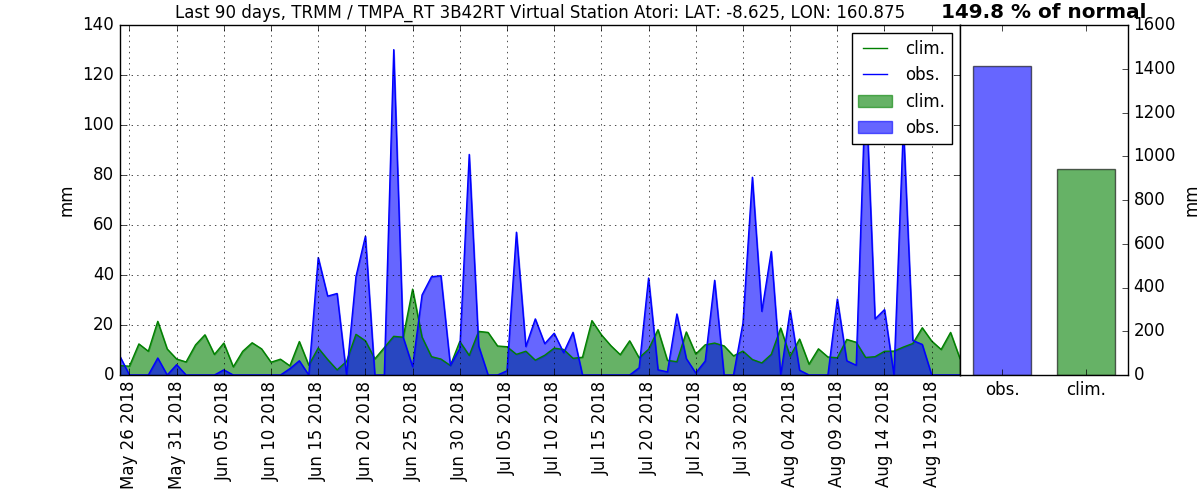 Last 90 days, TRMM / TMPA_RT 3B42RT Virtual Station Atori: LAT: -8.625, LON: 160.875
149.8 % of normal
mm
140
120
100
80
60
40
20
0
clim.
obs.
clim.
obs.
May 26 2018
May 31 2018
Jun 05 2018
Jun 10 2018
Jun 15 2018
Jun 20 2018
Jun 25 2018
Jun 30 2018
Jul 05 2018
Jul 10 2018
Jul 15 2018
Jul 20 2018
Jul 25 2018
Jul 30 2018
Aug 04 2018
Aug 09 2018
Aug 14 2018
Aug 19 2018
1600
1400
1200
1000
800
600
400
200
0
mm
obs.
clim.